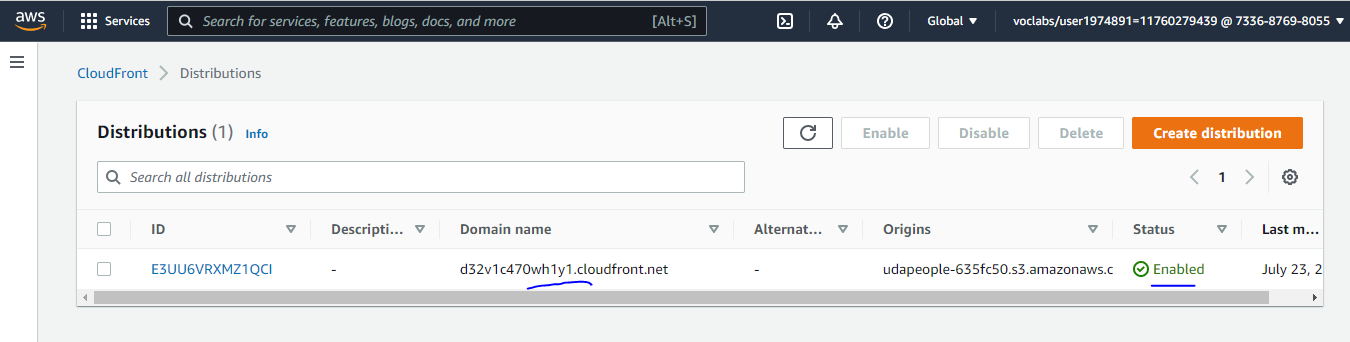 aws Services Search for services, features, blogs, docs, and more [Alt+S] Global voclabs/user1974891=11760279439 @ 7336-8769-8055
CloudFront Distributions
Distributions (1) Info Enable Disable Delete Create distribution
Search all distributions 1
ID Descripti... Domain name Alternat... Origins Status Last m...
E3UU6VRXMZ1QCI - d32v1c470wh1y1.cloudfront.net - udapeople-635fc50.s3.amazonaws.c Enabled July 23, 2